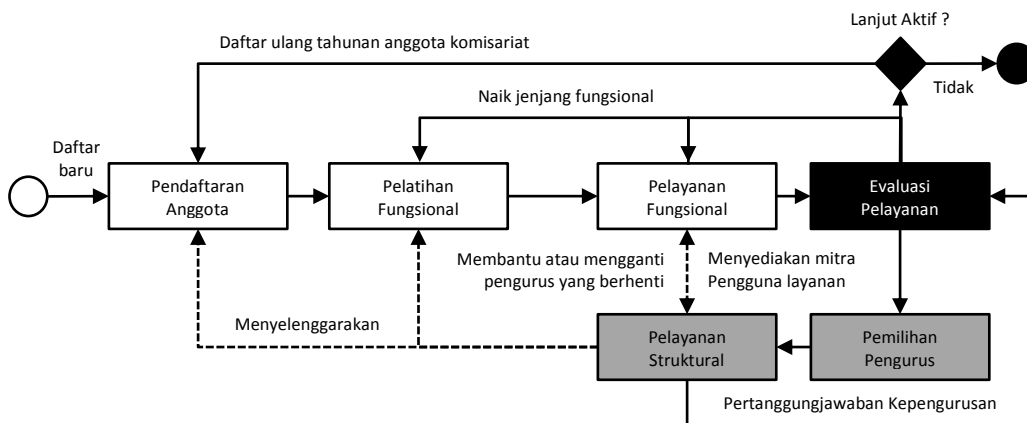 Lanjut Aktif ?
Daftar ulang tahunan anggota komisariat
Tidak
Naik jenjang fungsional
Daftar
baru
Pendaftaran
Anggota
Pelatihan
Fungsional
Pelayanan
Fungsional
Evaluasi
Pelayanan
Membantu atau mengganti
pengurus yang berhenti
Menyediakan mitra
Pengguna layanan
Menyelenggarakan
Pelayanan
Struktural
Pemilihan
Pengurus
Pertanggungjawaban Kepengurusan